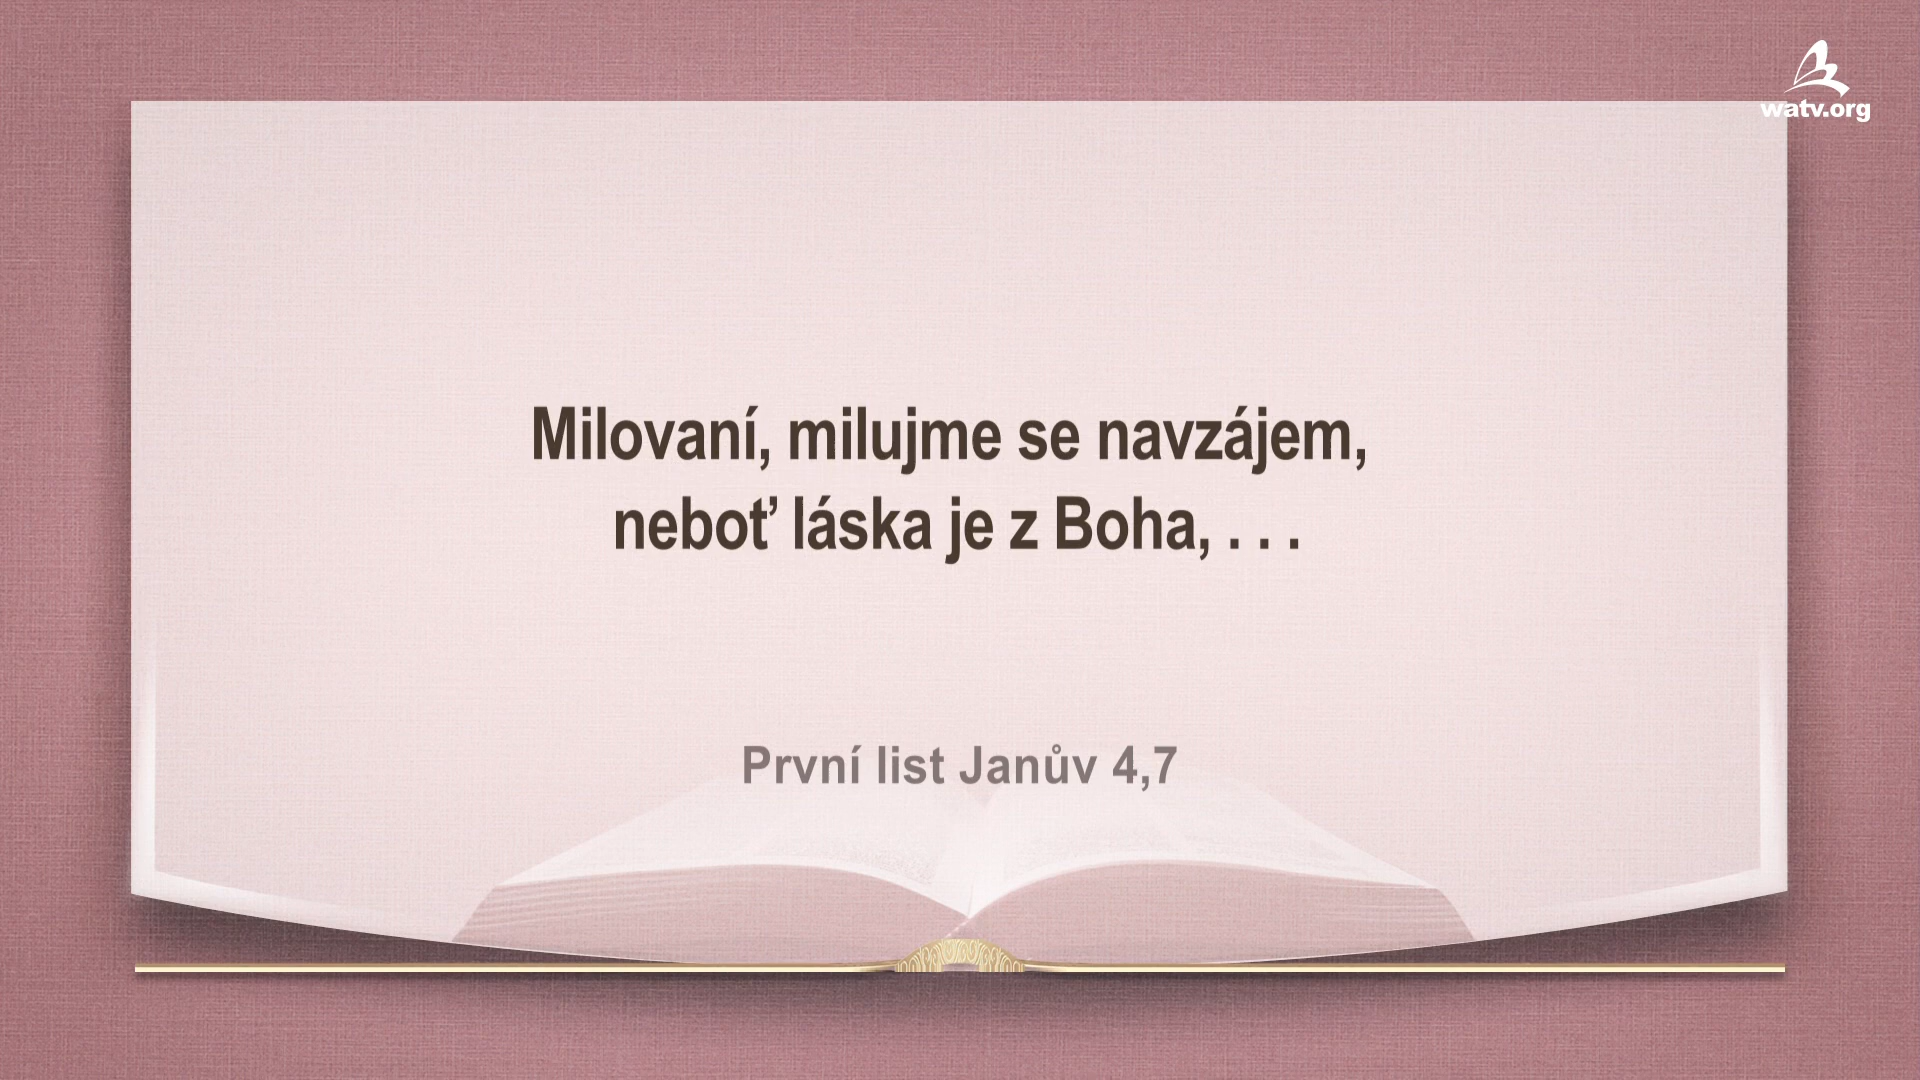 watv.org
Milovaní, milujme se navzájem,
neboť láska je z Boha, . . .
První list Janův 4,7